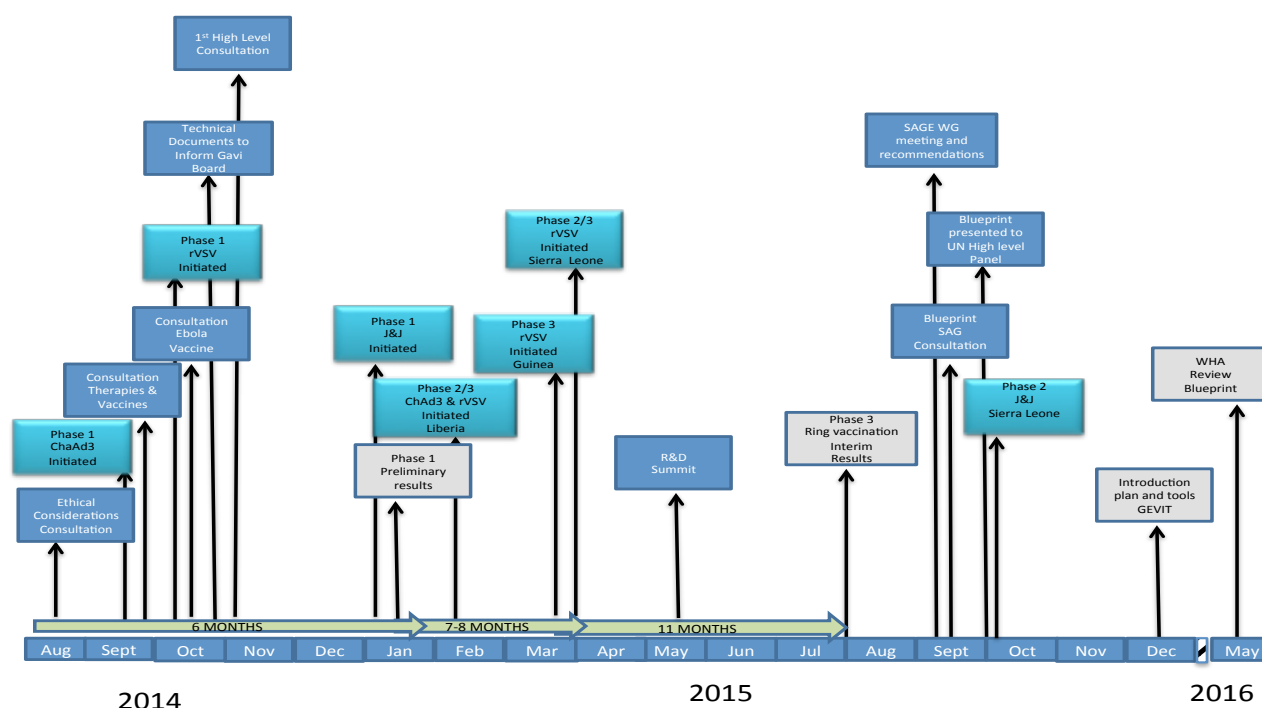 1st High Level
Consultation
Technical
Documents to
Inform Gavi
Board
Phase 1
rVSV
Initiated
Consultation
Ebola
Vaccine
Consultation
Therapies &
Vaccines
Phase 1
ChaAd3
Initiated
Ethical
Considerations
Consultation
Phase 1
J&J
Initiated
Phase 2/3
ChAd3 & rVSV
Initiated
Liberia
Phase 1
Preliminary
results
Phase 2/3
rVSV
Initiated
Sierra Leone
Phase 3
rVSV
Initiated
Guinea
R&D
Summit
Phase 3
Ring vaccination
Interim
Results
SAGE WG
meeting and
recommendations
Blueprint
presented to
UN High level
Panel
Blueprint
SAG
Consultation
Phase 2
J&J
Sierra Leone
Introduction
plan and tools
GEVIT
WHA
Review
Blueprint
6 MONTHS
7-8 MONTHS
11 MONTHS
Aug Sept Oct Nov Dec Jan Feb Mar Apr May Jun Jul Aug Sept Oct Nov Dec May
2014 2015 2016